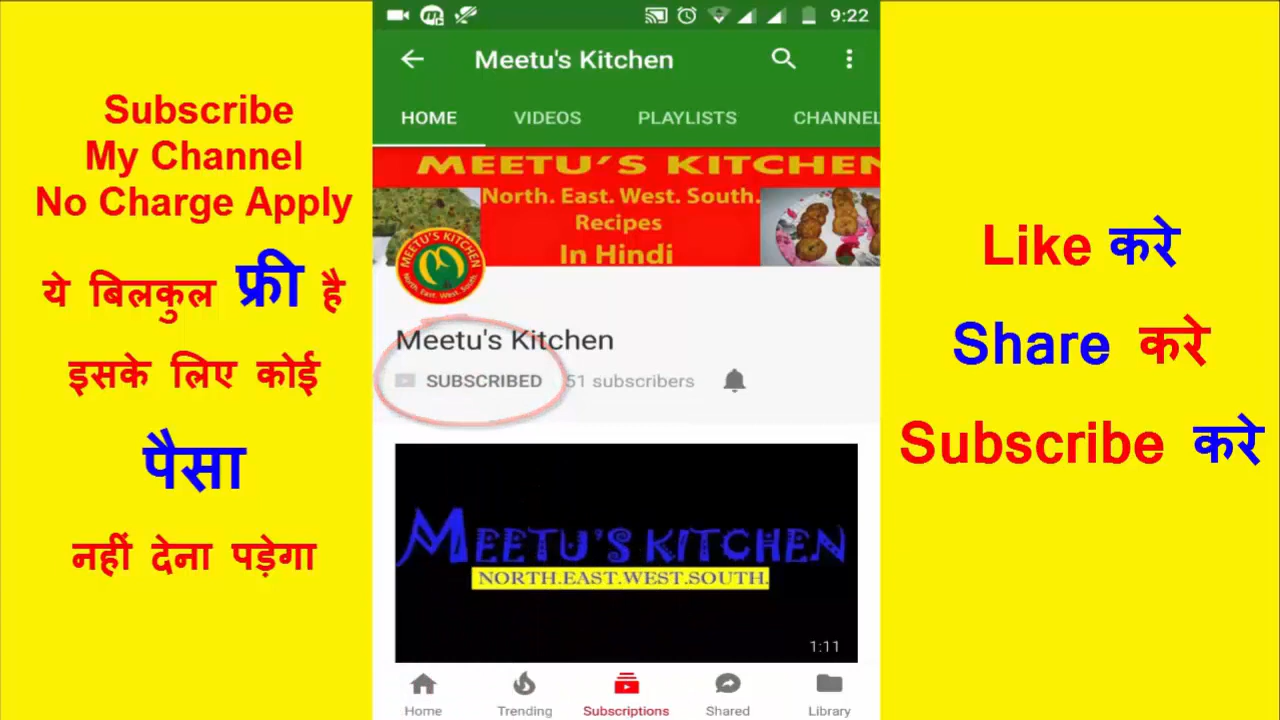 Subscribe
My Channel
No Charge Apply
ये बिलकुल फ्री है
इसके लिए कोई
पैसा
नहीं देना पड़ेगा
9:22
Meetu's Kitchen
HOME VIDEOS PLAYLISTS CHANNEL
MEETU'S KITCHEN
North. East. West. South.
Recipes
In Hindi
MEETU'S KITCHEN
North. East. West. South.
Meetu's Kitchen
SUBSCRIBED 51 subscribers
MEETU'S KITCHEN
NORTH.EAST.WEST.SOUTH.
1:11
Home Trending Subscriptions Shared Library
Like करे
Share करे
Subscribe करे